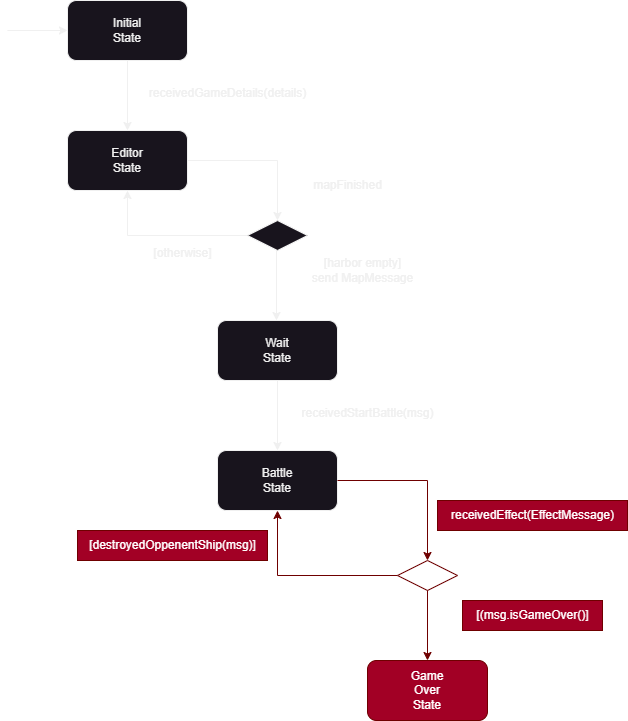 Initial
State
receivedGameDetails(details)
Editor
State
mapFinished
[otherwise]
[harbor empty]
send MapMessage
Wait
State
receivedStartBattle(msg)
Battle
State
receivedEffect(EffectMessage)
[destroyedOppenentShip(msg)]
[(msg.isGameOver()]
Game
Over
State